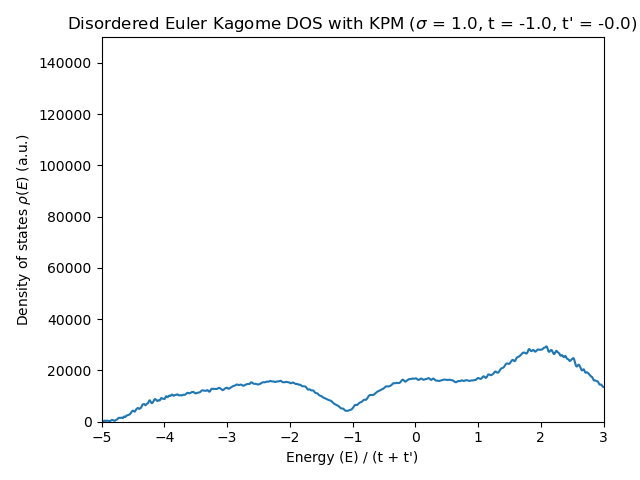 Disordered Euler Kagome DOS with KPM (σ = 1.0, t = -1.0, t' = -0.0)
140000
120000
100000
80000
60000
40000
20000
0
Density of states ρ(E) (a.u.)
−5 −4 −3 −2 −1 0 1 2 3
Energy (E) / (t + t')